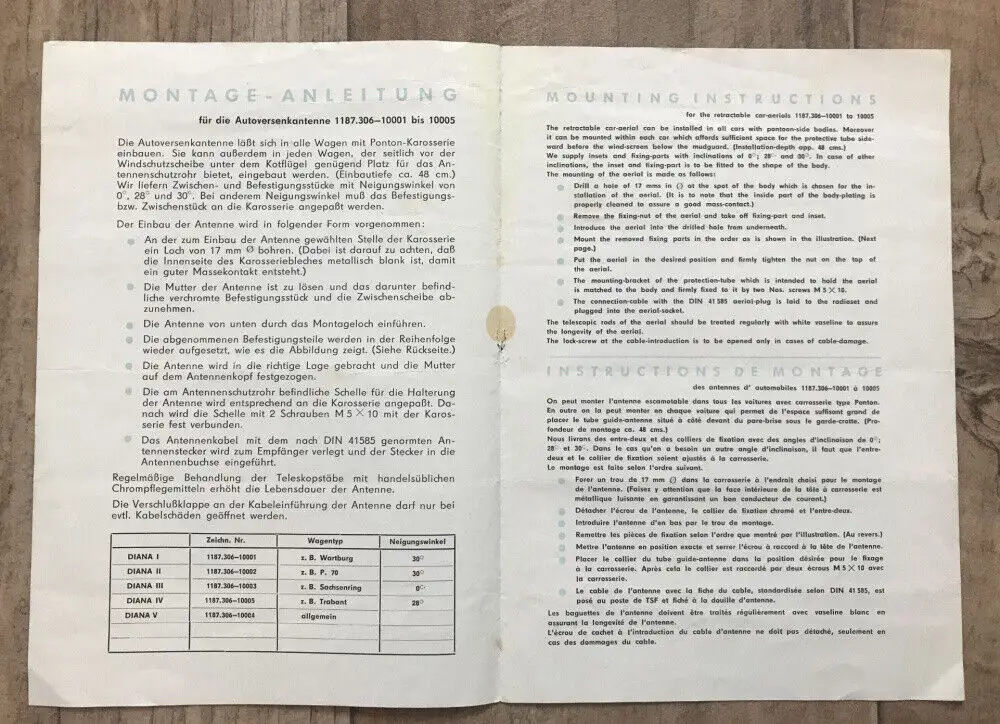 MONTAGE-ANLEITUNG
für die Autoversenkantenne 1187.306—10001 bis 10005
Die Autoversenkantenne läßt sich in alle Wagen mit Ponton-Karosserie
einbauen. Sie kann außerdem in jeden Wagen, der seitlich vor der
Windschutzscheibe unter dem Kotflügel genügend Platz für das An-
tennenschutzrohr bietet, eingebaut werden. (Einbautiefe ca. 48 cm.)
Wir liefern Zwischen- und Befestigungsstücke mit Neigungswinkel von
0°, 28° und 30°. Bei anderem Neigungswinkel muß das Befestigungs-
bzw. Zwischenstück an die Karosserie angepaßt werden.
Der Einbau der Antenne wird in folgender Form vorgenommen:
An der zum Einbau der Antenne gewählten Stelle der Karosserie
ein Loch von 17 mm Ø bohren. (Dabei ist darauf zu achten, daß
die Innenseite des Karosseriebleches metallisch blank ist, damit
ein guter Massekontakt entsteht.)
Die Mutter der Antenne ist zu lösen und das darunter befind-
liche verchromte Befestigungsstück und die Zwischenscheibe ab-
zunehmen.
Die Antenne von unten durch das Montageloch einführen.
Die abgenommenen Befestigungsteile werden in der Reihenfolge
wieder aufgesetzt, wie es die Abbildung zeigt. (Siehe Rückseite.)
Die Antenne wird in die richtige Lage gebracht und die Mutter
auf dem Antennenkopf festgezogen.
Die am Antennenschutzrohr befindliche Schelle für die Halterung
der Antenne wird entsprechend an die Karosserie angepaßt. Da-
nach wird die Schelle mit 2 Schrauben M 5 × 10 mit der Karos-
serie fest verbunden.
Das Antennenkabel mit dem nach DIN 41585 genormten An-
tennenstecker wird zum Empfänger verlegt und der Stecker in die
Antennenbuchse eingeführt.
Regelmäßige Behandlung der Teleskopstäbe mit handelsüblichen
Chrompflegemitteln erhöht die Lebensdauer der Antenne.
Die Verschlußklappe an der Kabeleinführung der Antenne darf nur bei
evtl. Kabelschäden geöffnet werden.
Zeichn. Nr. Wagentyp Neigungswinkel
DIANA I 1187.306—10001 z. B. Wartburg 30°
DIANA II 1187.306—10002 z. B. P. 70 30°
DIANA III 1187.306—10003 z. B. Sachsenring 0°
DIANA IV 1187.306—10005 z. B. Trabant 28°
DIANA V 1187.306—10004 allgemein
MOUNTING INSTRUCTIONS
for the retractable car-aerials 1187.306—10001 to 10005
The retractable car-aerial can be installed in all cars with pontoon-side bodies. Moreover
it can be mounted within each car which affords sufficient space for the protective tube side-
ward before the wind-screen below the mudguard. (Installation-depth app. 48 cms.)
We supply insets and fixing-parts with inclinations of 0°; 28° and 30°. In case of other
inclinations, the inset and fixing-part is to be fitted to the shape of the body.
The mounting of the aerial is made as follows:
Drill a hole of 17 mms in () at the spot of the body which is chosen for the in-
stallation of the aerial. (It is to note that the inside part of the body-plating is
properly cleaned to assure a good mass-contact.)
Remove the fixing-nut of the aerial and take off fixing-part and inset.
Introduce the aerial into the drilled hole from underneath.
Mount the removed fixing parts in the order as is shown in the illustration. (Next
page.)
Put the aerial in the desired position and firmly tighten the nut on the top of
the aerial.
The mounting-bracket of the protection-tube which is intended to hold the aerial
is matched to the body and firmly fixed to it by two Nos. screws M 5 × 10.
The connection-cable with the DIN 41 585 aerial-plug is laid to the radioset and
plugged into the aerial-socket.
The telescopic rods of the aerial should be treated regularly with white vaseline to assure
the longevity of the aerial.
The lock-screw at the cable-introduction is to be opened only in cases of cable-damage.
INSTRUCTIONS DE MONTAGE
des antennes d' automobiles 1187.306—10001 à 10005
On peut monter l'antenne escamotable dans tous les voitures avec carrosserie type Ponton.
En outre on la peut monter en chaque voiture qui permet de l'espace suffisant grand de
placer le tube guide-antenne situé à côté devant du pare-brise sous le garde-crotte. (Pro-
fondeur de montage ca. 48 cms.)
Nous livrons des entre-deux et des colliers de fixation avec des angles d'inclinaison de 0°;
28° et 30°. Dans le cas qu'on a besoin un autre angle d'inclinaison, il faut que l'entre-
deux et le collier de fixation soient ajustés à la carrosserie.
Le montage est faite selon l'ordre suivant.
Forer un trou de 17 mm () dans la carrosserie à l'endroit choisi pour le montage
de l'antenne. (Faisez y attention que la face intérieure de la tôle à carrosserie est
métallique luisante en garantissant un bon conducteur de courent.)
Détacher l'écrou de l'antenne, le collier de fixation chromé et l'entre-deux.
Introduire l'antenne d'en bas par le trou de montage.
Remettre les pièces de fixation selon l'ordre que montré par l'illustration. (Au revers.)
Mettre l'antenne en position exacte et serrer l'écrou à raccord à la tête de l'antenne.
Placer le collier du tube guide-antenne dans la position désirée pour le fixage
à la carrosserie. Après cela le collier est raccordé par deux écrous M 5 × 10 avec
la carrosserie.
Le cable de l'antenne avec la fiche du cable, standardisée selon DIN 41 585, est
posé au poste de TSF et fiché à la douille d'antenne.
Les baguettes de l'antenne doivent être traités régulièrement avec vaseline blanc en
assurant la longévité de l'antenne.
L'écrou de cachet à l'introduction du cable d'antenne ne doit pas détaché, seulement en
cas des dommages du cable.